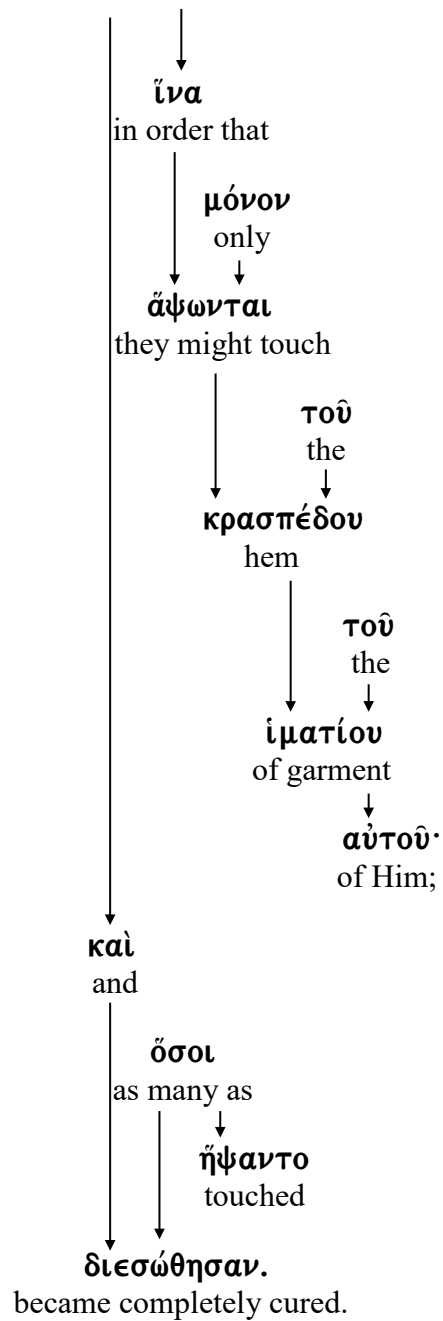 ἵνα
in order that
μόνον
only
ἅψωνται
they might touch
τοῦ
the
κρασπέδου
hem
τοῦ
the
ἱματίου
of garment
αὐτοῦ·
of Him;
καὶ
and
ὅσοι
as many as
ἥψαντο
touched
διεσώθησαν.
became completely cured.